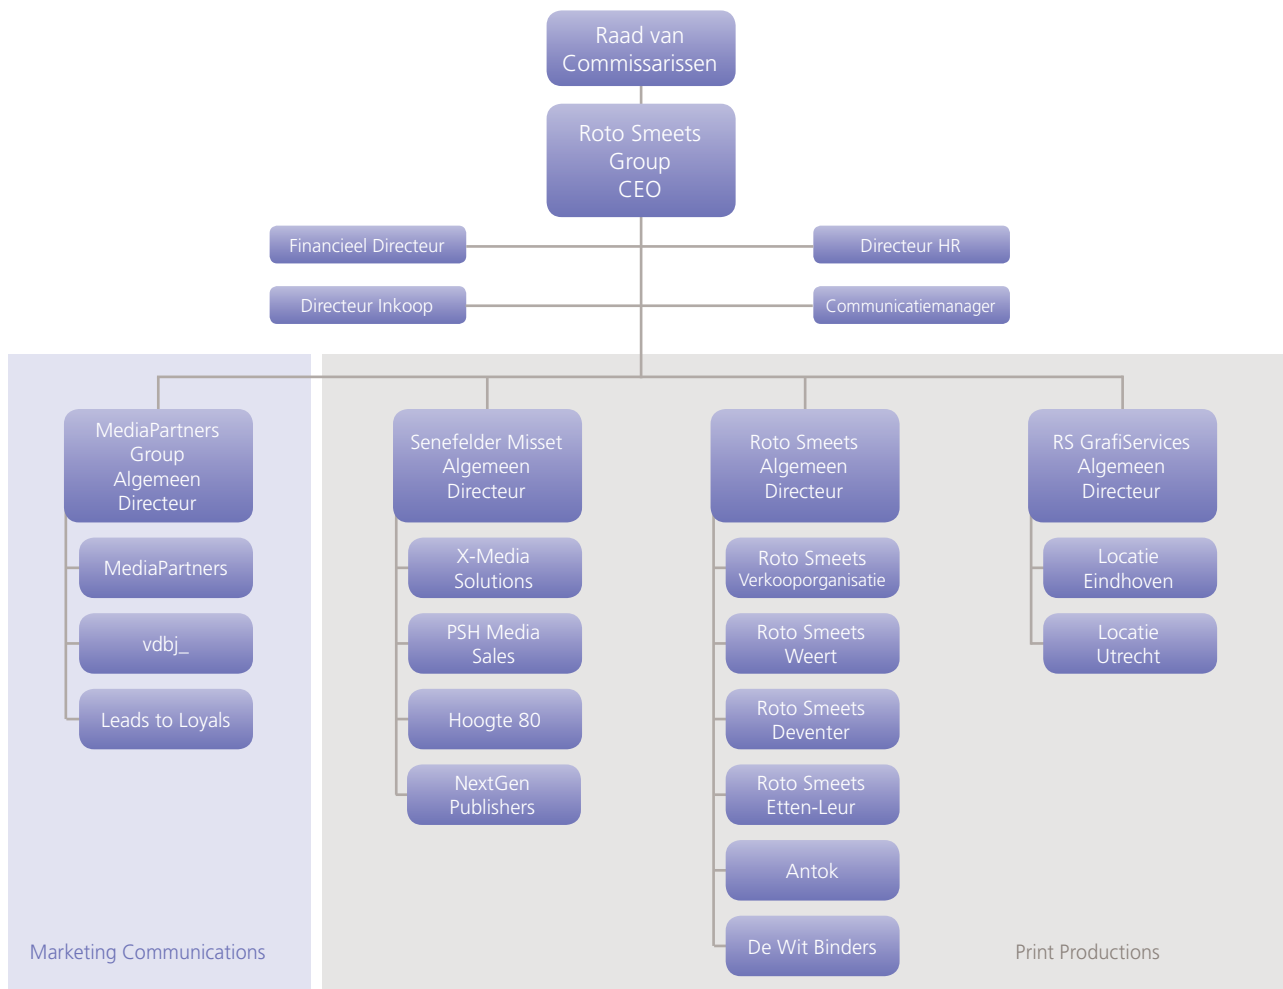 Raad van
Commissarissen
Roto Smeets
Group
CEO
Financieel Directeur
Directeur HR
Directeur Inkoop
Communicatiemanager
MediaPartners
Group
Algemeen
Directeur
MediaPartners
vdbj_
Leads to Loyals
Marketing Communications
Senefelder Misset
Algemeen
Directeur
X-Media
Solutions
PSH Media
Sales
Hoogte 80
NextGen
Publishers
Roto Smeets
Algemeen
Directeur
Roto Smeets
Verkooporganisatie
Roto Smeets
Weert
Roto Smeets
Deventer
Roto Smeets
Etten-Leur
Antok
De Wit Binders
RS GrafiServices
Algemeen
Directeur
Locatie
Eindhoven
Locatie
Utrecht
Print Productions